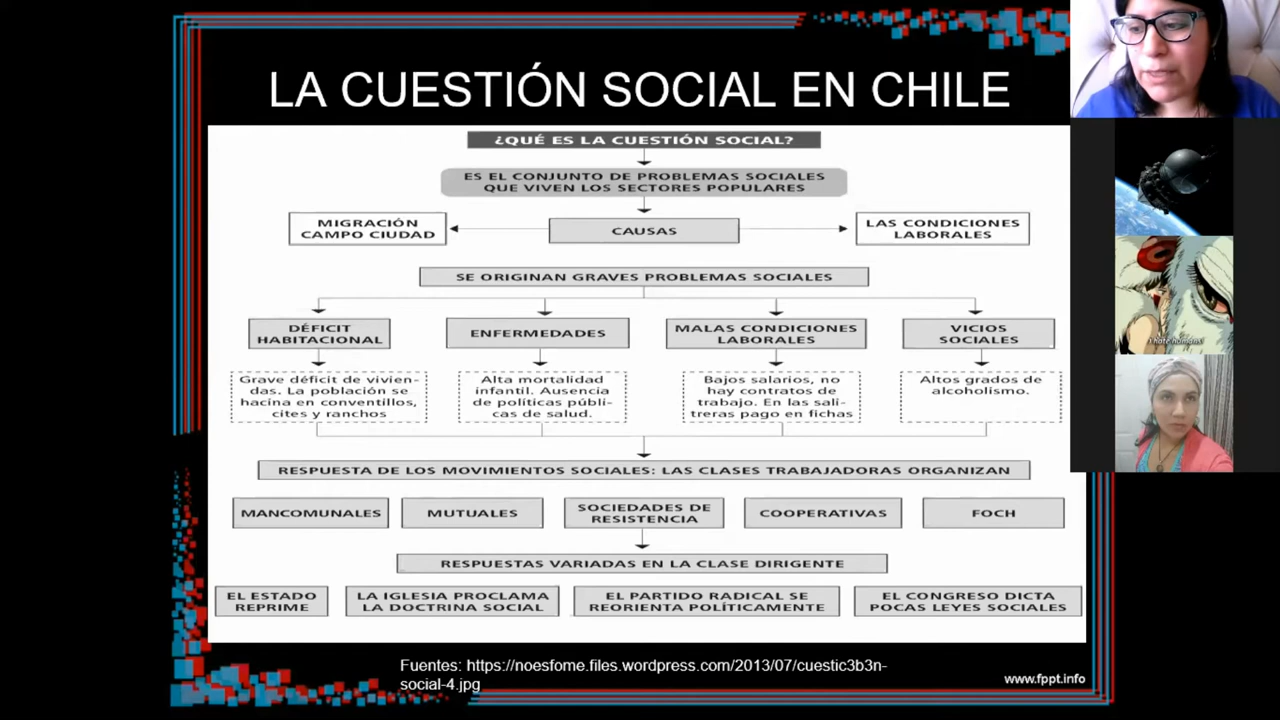 LA CUESTIÓN SOCIAL EN CHILE
¿QUÉ ES LA CUESTIÓN SOCIAL?
ES EL CONJUNTO DE PROBLEMAS SOCIALES
QUE VIVEN LOS SECTORES POPULARES
MIGRACIÓN
CAMPO CIUDAD
CAUSAS
LAS CONDICIONES
LABORALES
SE ORIGINAN GRAVES PROBLEMAS SOCIALES
DÉFICIT
HABITACIONAL
ENFERMEDADES
MALAS CONDICIONES
LABORALES
VICIOS
SOCIALES
Grave déficit de vivien-
das. La población se
hacina en conventillos,
cites y ranchos
Alta mortalidad
infantil. Ausencia
de políticas públi-
cas de salud.
Bajos salarios, no
hay contratos de
trabajo. En las sali-
treras pago en fichas
Altos grados de
alcoholismo.
RESPUESTA DE LOS MOVIMIENTOS SOCIALES: LAS CLASES TRABAJADORAS ORGANIZAN
MANCOMUNALES
MUTUALES
SOCIEDADES DE
RESISTENCIA
COOPERATIVAS
FOCH
RESPUESTAS VARIADAS EN LA CLASE DIRIGENTE
EL ESTADO
REPRIME
LA IGLESIA PROCLAMA
LA DOCTRINA SOCIAL
EL PARTIDO RADICAL SE
REORIENTA POLÍTICAMENTE
EL CONGRESO DICTA
POCAS LEYES SOCIALES
Fuentes: https://noesfome.files.wordpress.com/2013/07/cuestic3b3n-
social-4.jpg
www.fppt.info
I hate humans!